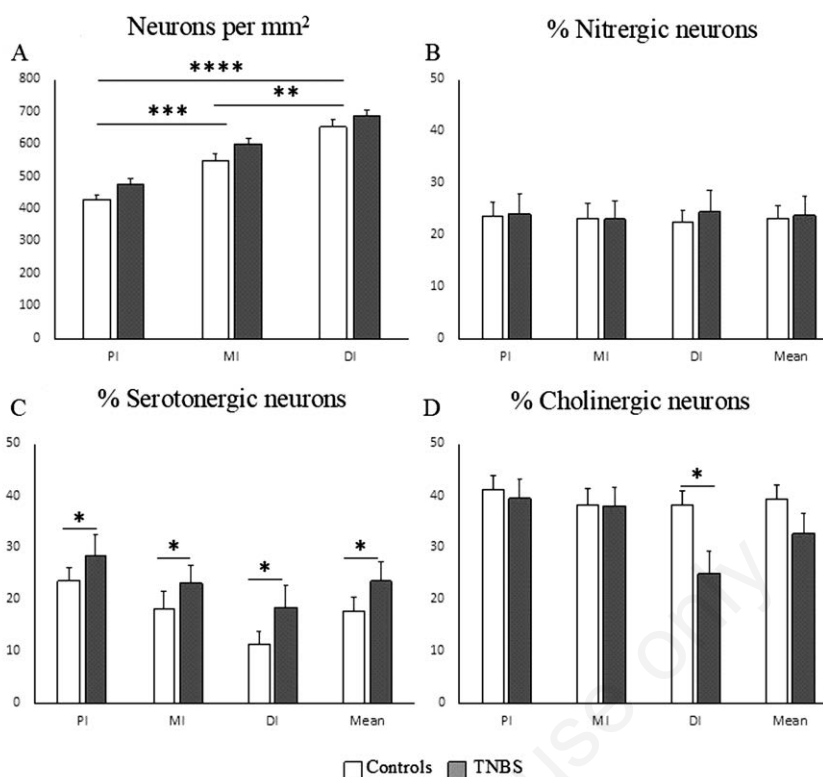 Neurons per mm²
A
800
700
600
500
400
300
200
100
0
****
***
**
PI MI DI
% Nitrergic neurons
B
50
40
30
20
10
0
PI MI DI Mean
% Serotonergic neurons
C
50
40
30
20
10
0
*
*
*
*
PI MI DI Mean
% Cholinergic neurons
D
50
40
30
20
10
0
*
PI MI DI Mean
Controls TNBS
use only